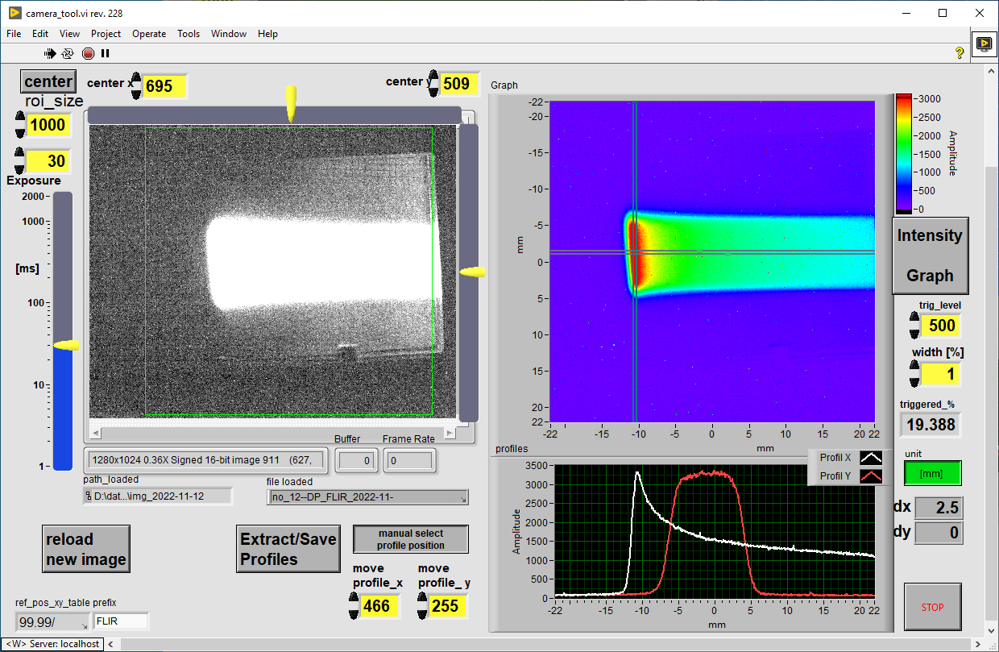 camera_tool.vi rev. 228
File Edit View Project Operate Tools Window Help
center
center x
695
center y
509
roi_size
1000
30
Exposure
2000
1000
[ms]
100
10
1
1280x1024 0.36X Signed 16-bit image 911 (627,
Buffer
0
Frame Rate
0
path_loaded
D:\dat...\img_2022-11-12
file loaded
no_12--DP_FLIR_2022-11-
reload
new image
Extract/Save
Profiles
manual select
profile position
move
profile_x
466
move
profile_ y
255
ref_pos_xy_table prefix
99.99/
FLIR
Graph
-22
-20
-15
-10
-5
0
5
10
15
20
22
mm
-22 -15 -10 -5 0 5 10 15 20 22
mm
3000
2500
2000
1500
1000
500
0
Amplitude
Intensity
Graph
trig_level
500
width [%]
1
triggered_%
19.388
unit
[mm]
dx 2.5
dy 0
profiles
Profil X
Profil Y
3500
3000
2500
2000
1500
1000
500
0
Amplitude
-22 -15 -10 -5 0 5 10 15 20 22
mm
STOP
<W> Server: localhost